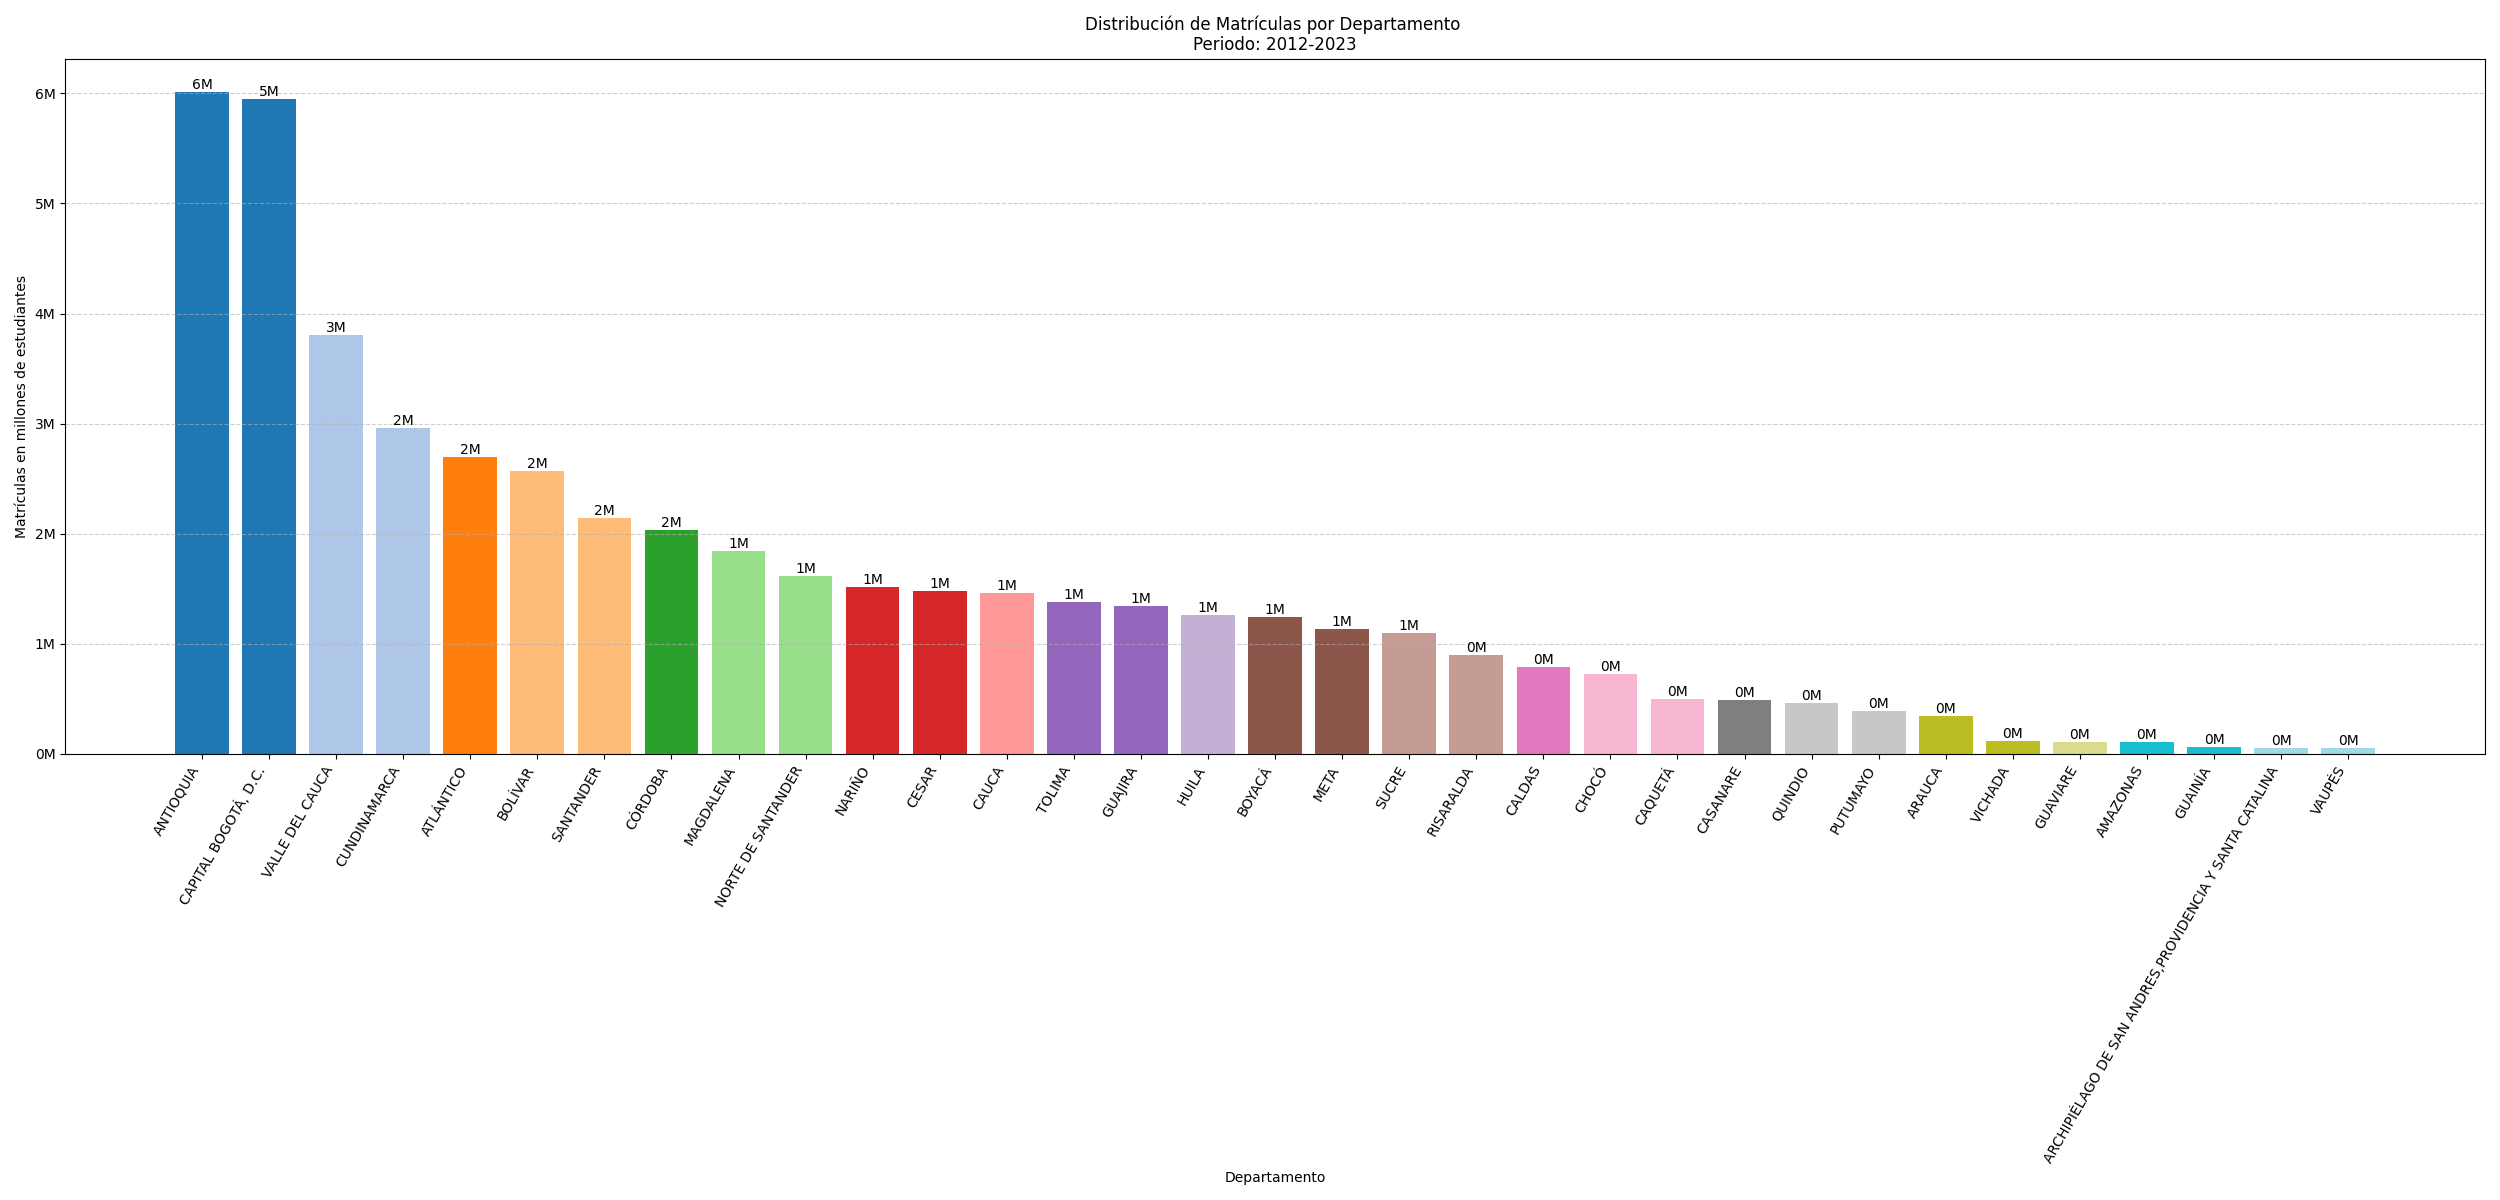 Distribución de Matrículas por Departamento
Periodo: 2012-2023
Matrículas en millones de estudiantes
6M
5M
4M
3M
2M
1M
0M
6M
5M
3M
2M
2M
2M
2M
2M
1M
1M
1M
1M
1M
1M
1M
1M
1M
1M
1M
0M
0M
0M
0M
0M
0M
0M
0M
0M
0M
0M
0M
0M
0M
ANTIOQUIA
CAPITAL BOGOTÁ, D.C.
VALLE DEL CAUCA
CUNDINAMARCA
ATLÁNTICO
BOLÍVAR
SANTANDER
CÓRDOBA
MAGDALENA
NORTE DE SANTANDER
NARIÑO
CESAR
CAUCA
TOLIMA
GUAJIRA
HUILA
BOYACÁ
META
SUCRE
RISARALDA
CALDAS
CHOCÓ
CAQUETÁ
CASANARE
QUINDIO
PUTUMAYO
ARAUCA
VICHADA
GUAVIARE
AMAZONAS
GUAINÍA
ARCHIPIÉLAGO DE SAN ANDRES,PROVIDENCIA Y SANTA CATALINA
VAUPÉS
Departamento